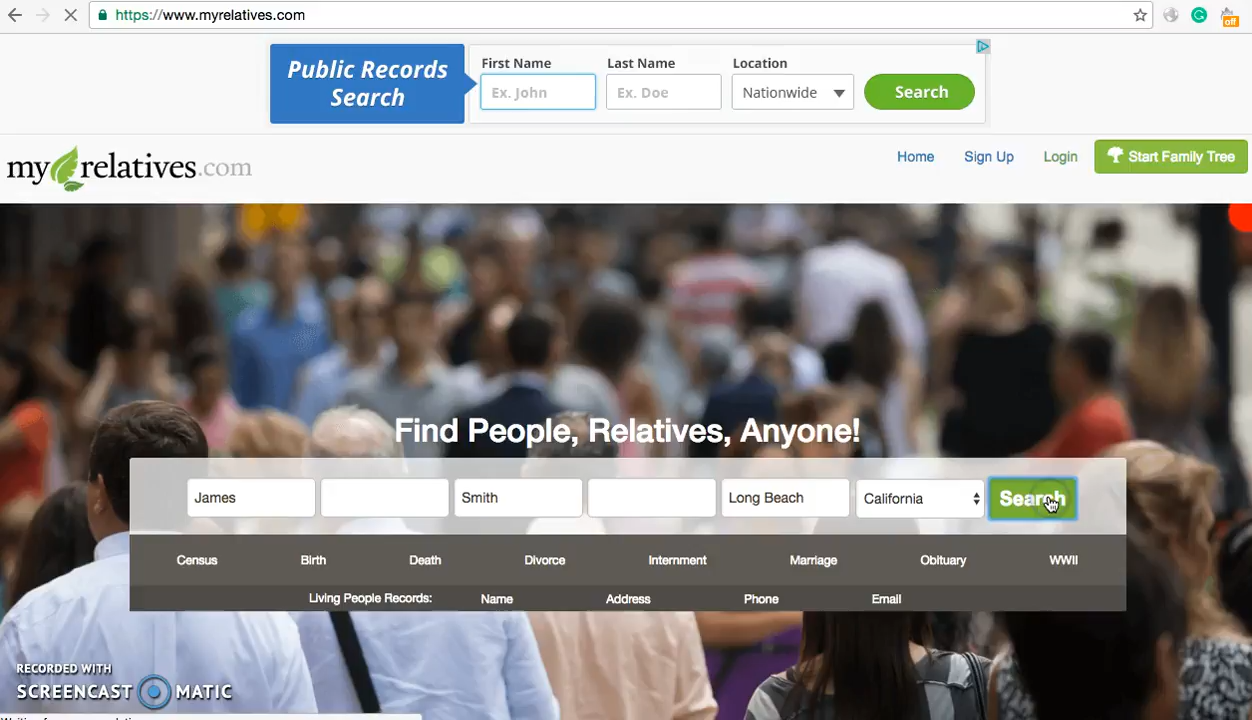 https://www.myrelatives.com
off
Public Records
Search
First Name
Last Name
Location
Ex. John
Ex. Doe
Nationwide
Search
my relatives.com
Home
Sign Up
Login
Start Family Tree
Find People, Relatives, Anyone!
James
Smith
Long Beach
California
Search
Census
Birth
Death
Divorce
Internment
Marriage
Obituary
WWII
Living People Records:
Name
Address
Phone
Email
RECORDED WITH
SCREENCAST MATIC